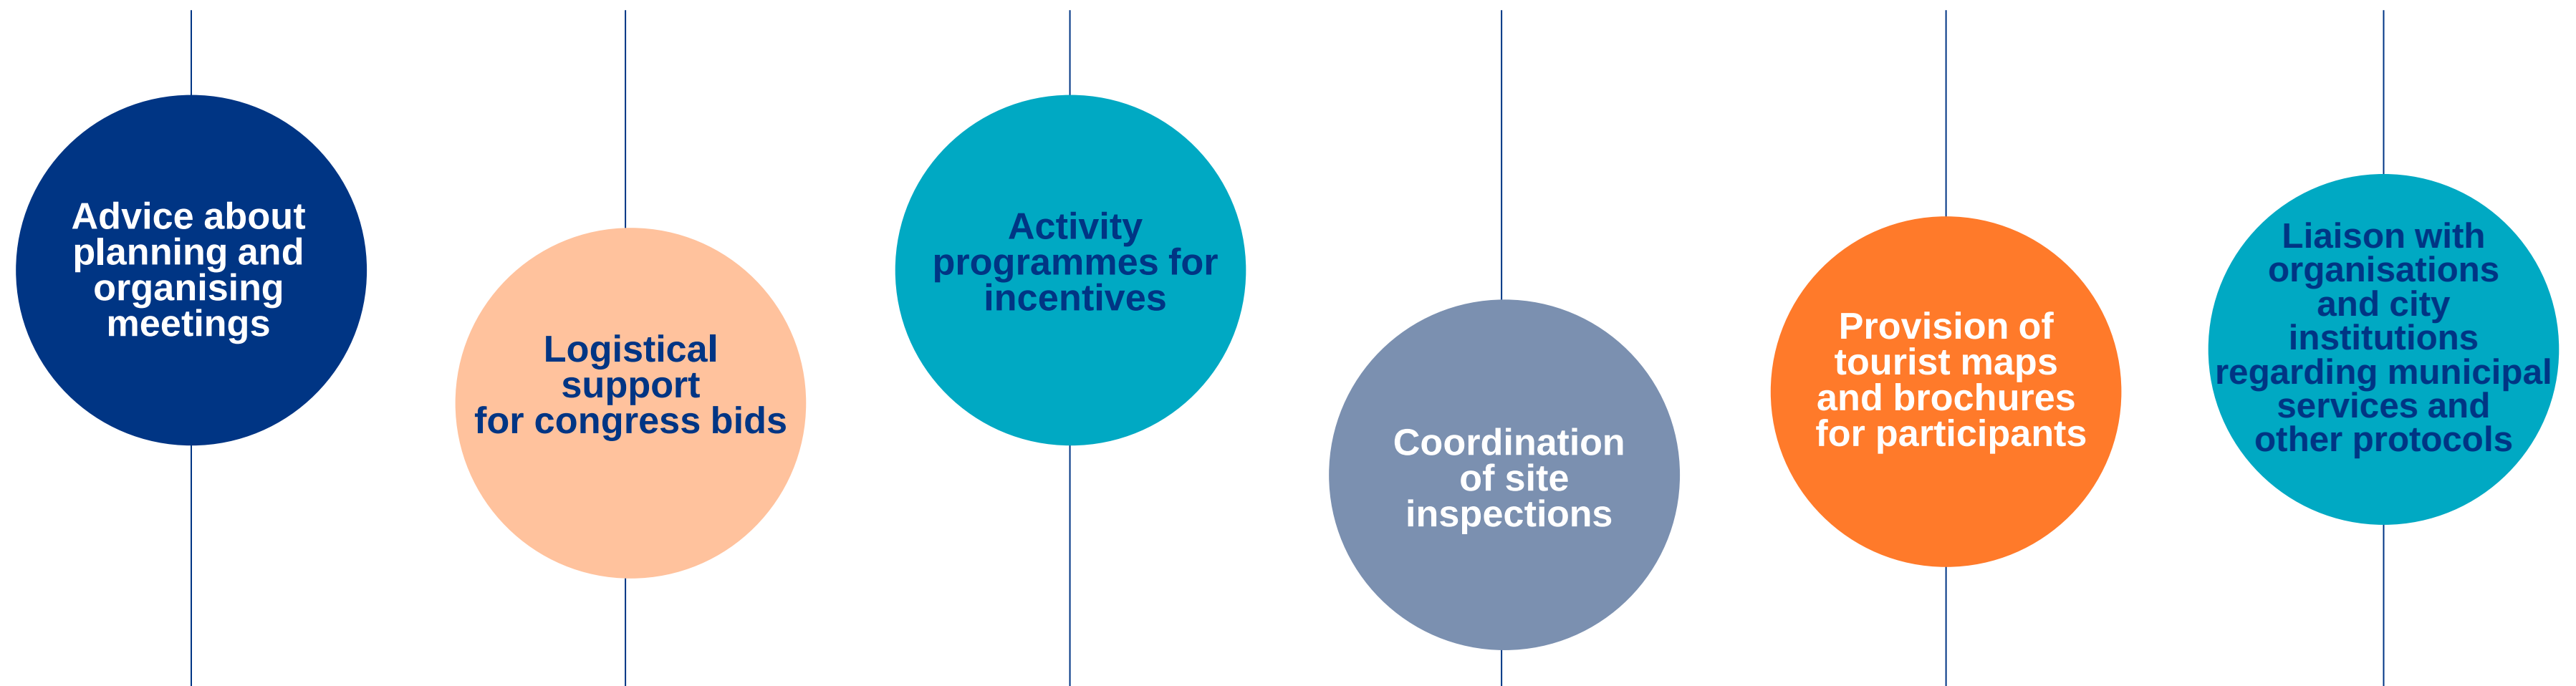 Advice about
planning and
organising
meetings
Logistical
support
for congress bids
Activity
programmes for
incentives
Coordination
of site
inspections
Provision of
tourist maps
and brochures
for participants
Liaison with
organisations
and city
institutions
regarding municipal
services and
other protocols